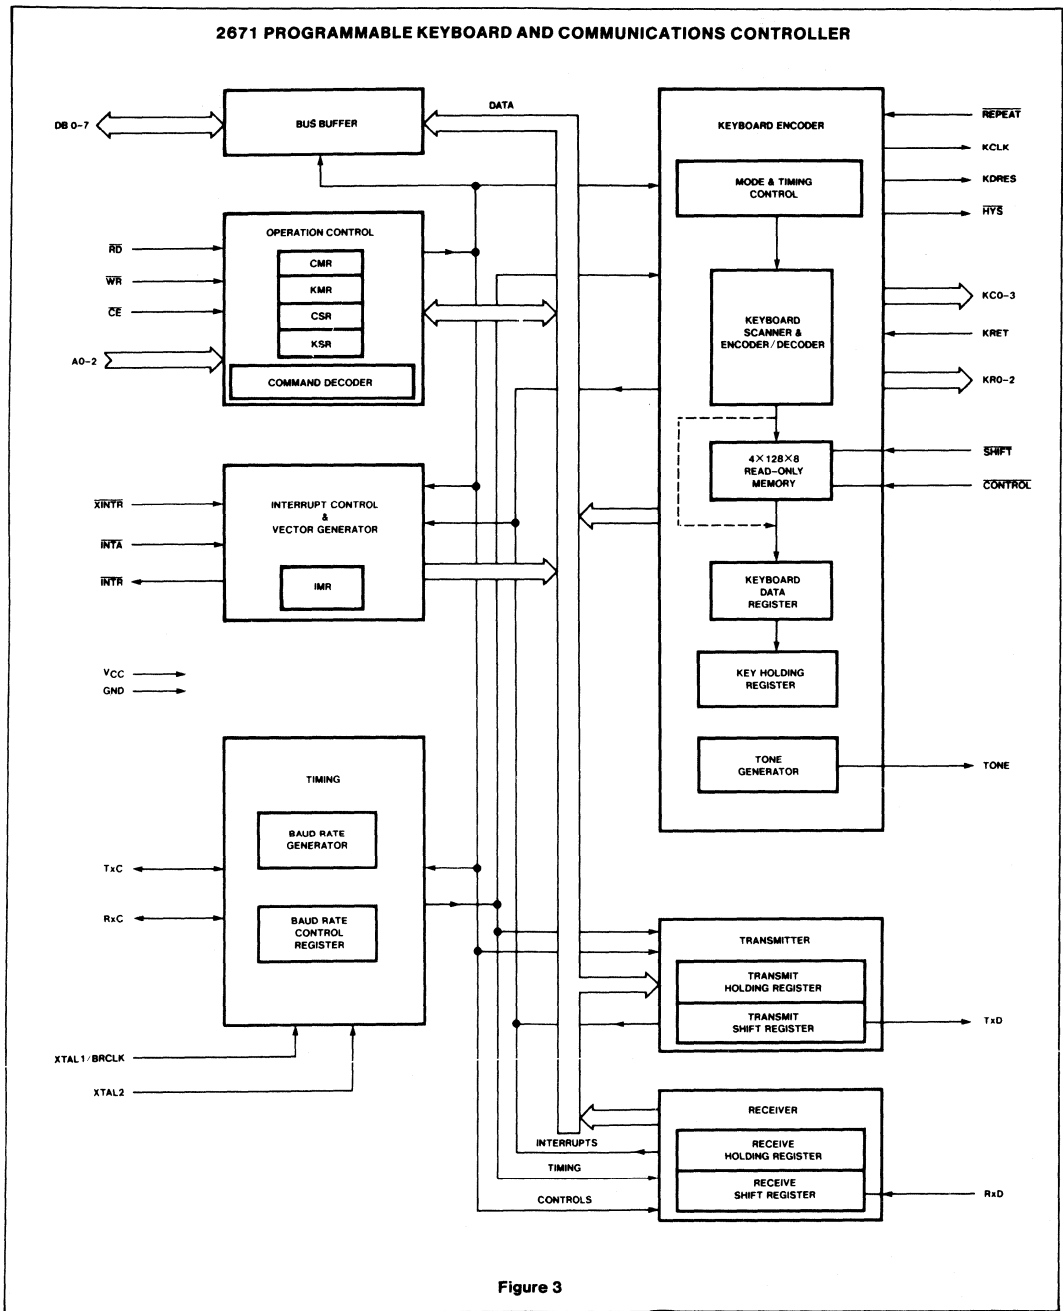 2671 PROGRAMMABLE KEYBOARD AND COMMUNICATIONS CONTROLLER
DB 0-7
BUS BUFFER
DATA
OPERATION CONTROL
CMR
KMR
CSR
KSR
COMMAND DECODER
RD
WR
CE
A0-2
INTERRUPT CONTROL
&
VECTOR GENERATOR
IMR
XINTR
INTA
INTR
VCC
GND
TIMING
BAUD RATE
GENERATOR
BAUD RATE
CONTROL
REGISTER
TxC
RxC
XTAL1/BRCLK
XTAL2
KEYBOARD ENCODER
MODE & TIMING
CONTROL
KEYBOARD
SCANNER &
ENCODER/DECODER
4×128×8
READ-ONLY
MEMORY
KEYBOARD
DATA
REGISTER
KEY HOLDING
REGISTER
TONE
GENERATOR
REPEAT
KCLK
KDRES
HYS
KC0-3
KRET
KR0-2
SHIFT
CONTROL
TONE
TRANSMITTER
TRANSMIT
HOLDING REGISTER
TRANSMIT
SHIFT REGISTER
TxD
RECEIVER
RECEIVE
HOLDING REGISTER
RECEIVE
SHIFT REGISTER
RxD
INTERRUPTS
TIMING
CONTROLS
Figure 3